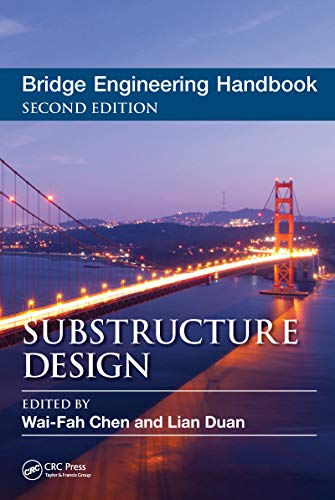 Bridge Engineering Handbook
SECOND EDITION
SUBSTRUCTURE
DESIGN
EDITED BY
Wai-Fah Chen and Lian Duan
CRC
CRC Press
Taylor & Francis Group